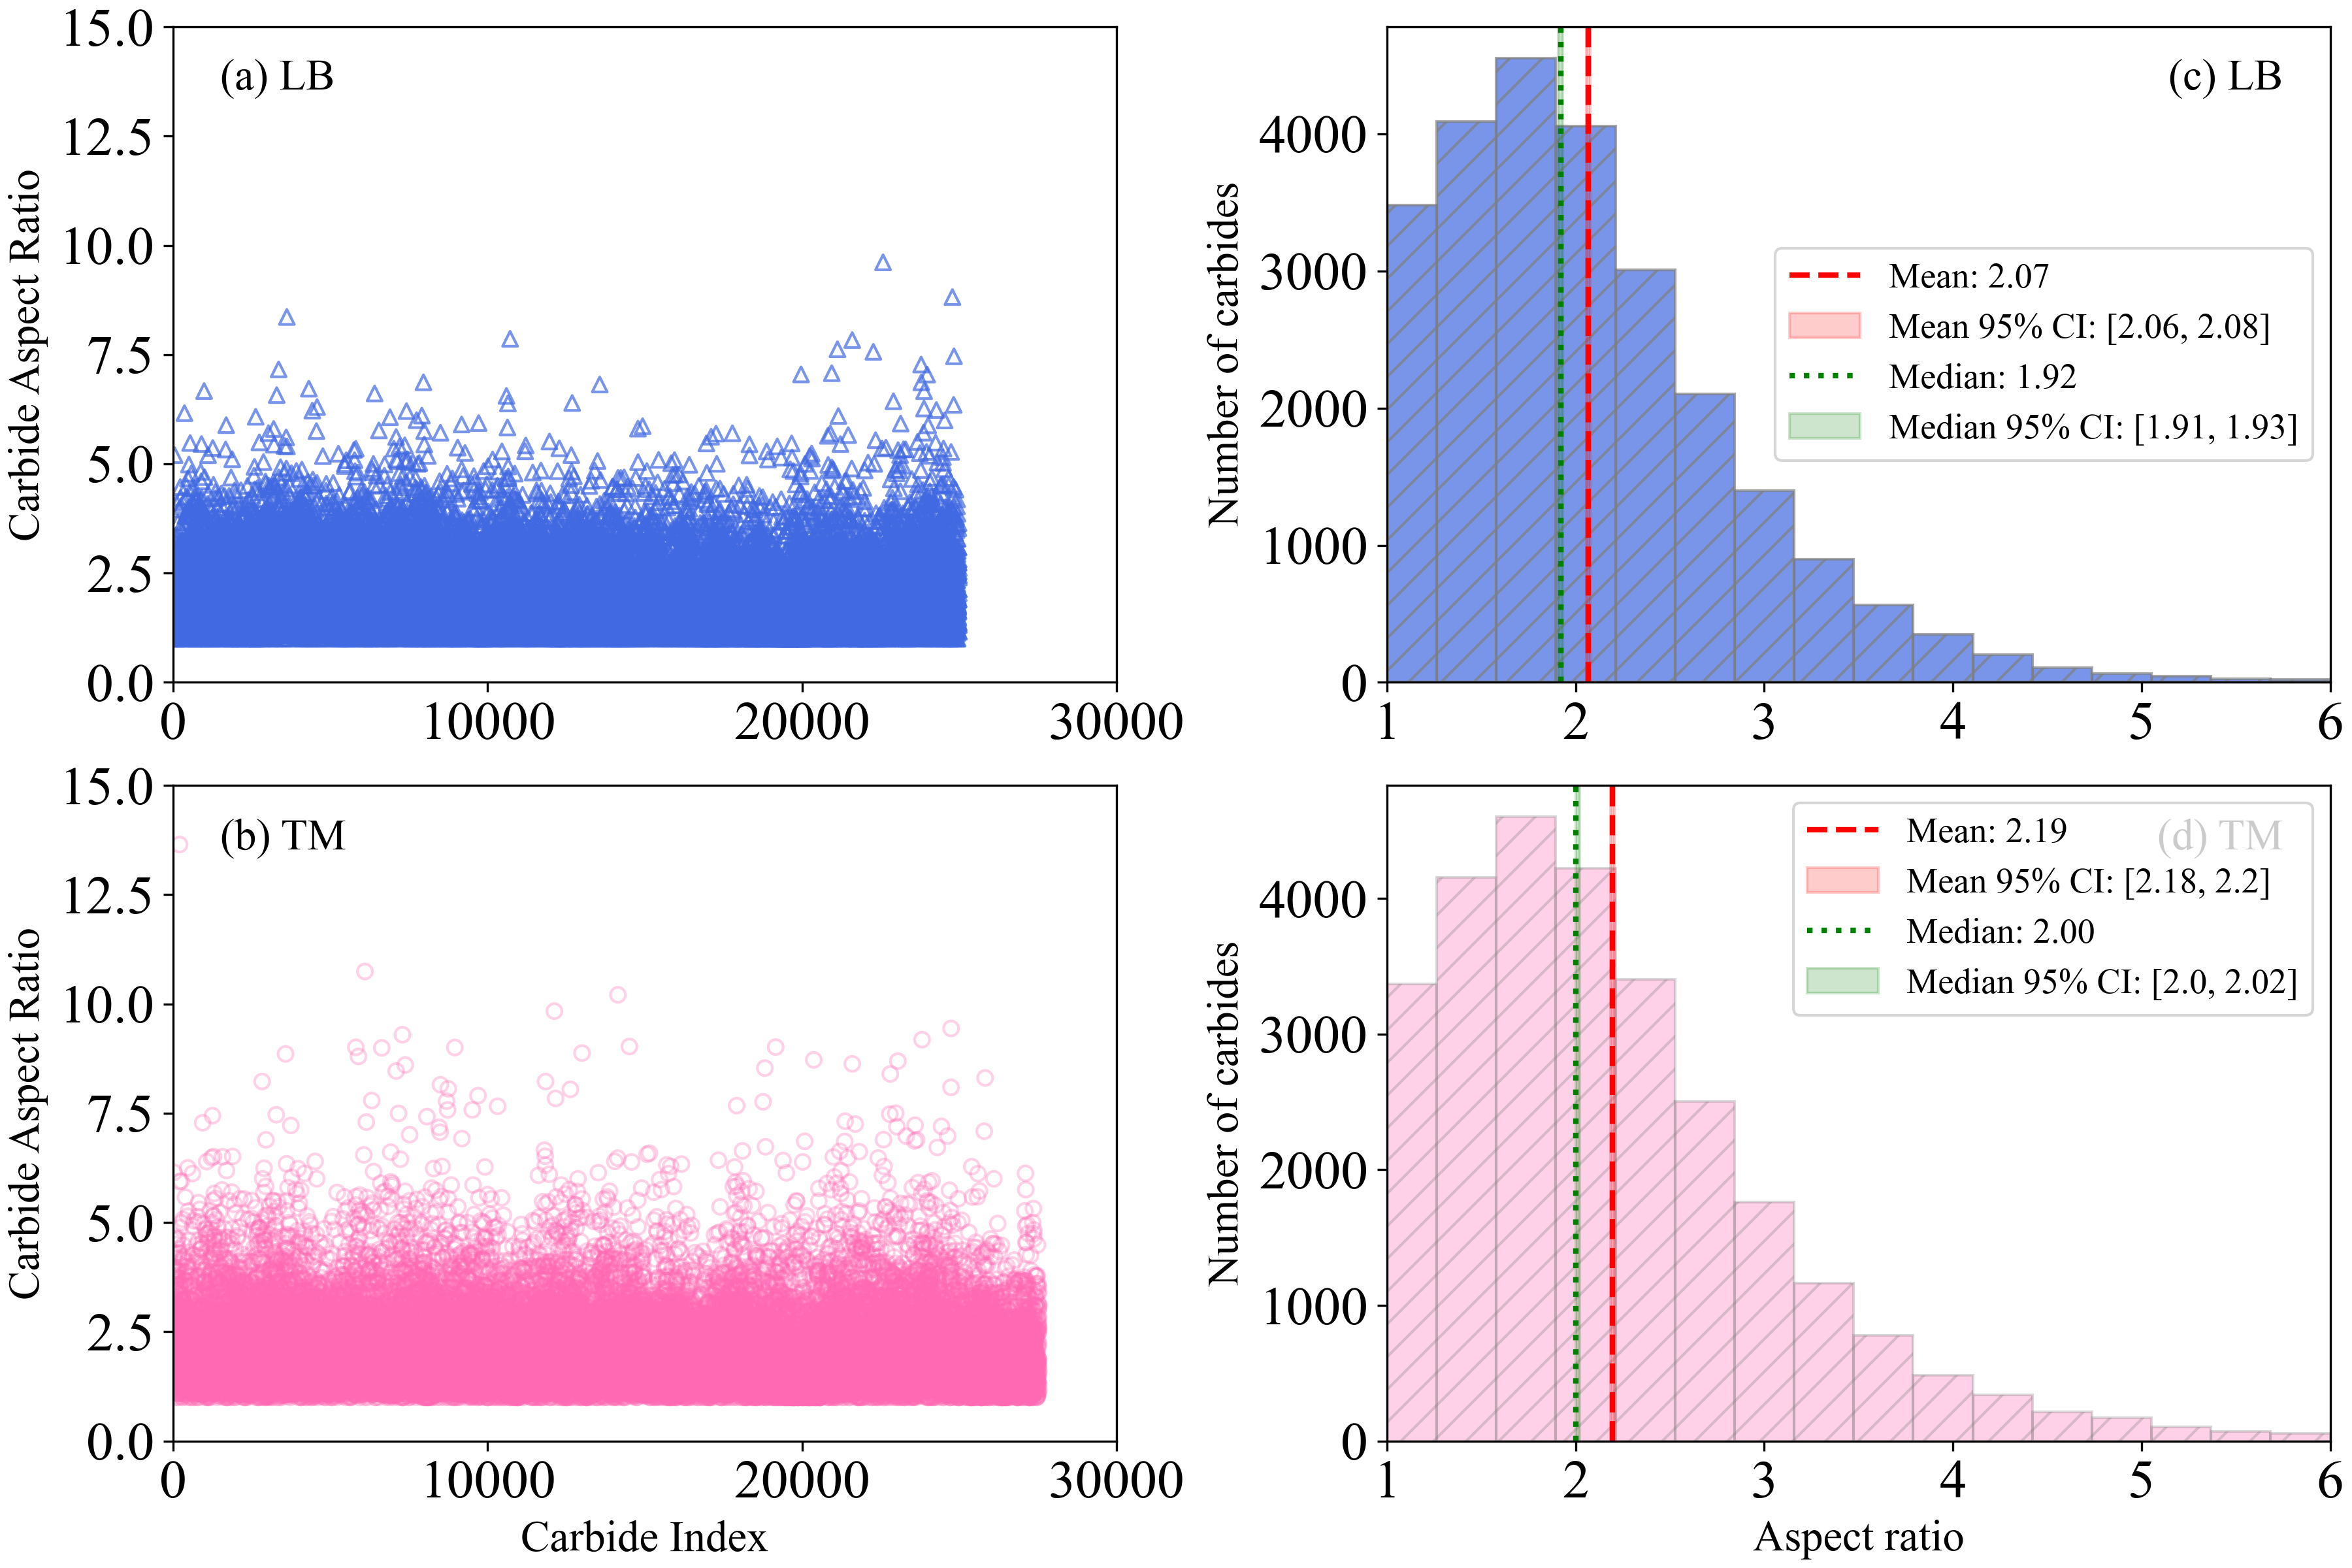 15.0
12.5
10.0
7.5
5.0
2.5
0.0
Carbide Aspect Ratio
(a) LB
0 10000 20000 30000
4000
3000
2000
1000
0
Number of carbides
(c) LB
Mean: 2.07
Mean 95% CI: [2.06, 2.08]
Median: 1.92
Median 95% CI: [1.91, 1.93]
1 2 3 4 5 6
15.0
12.5
10.0
7.5
5.0
2.5
0.0
Carbide Aspect Ratio
(b) TM
0 10000 20000 30000
Carbide Index
4000
3000
2000
1000
0
Number of carbides
(d) TM
Mean: 2.19
Mean 95% CI: [2.18, 2.2]
Median: 2.00
Median 95% CI: [2.0, 2.02]
1 2 3 4 5 6
Aspect ratio